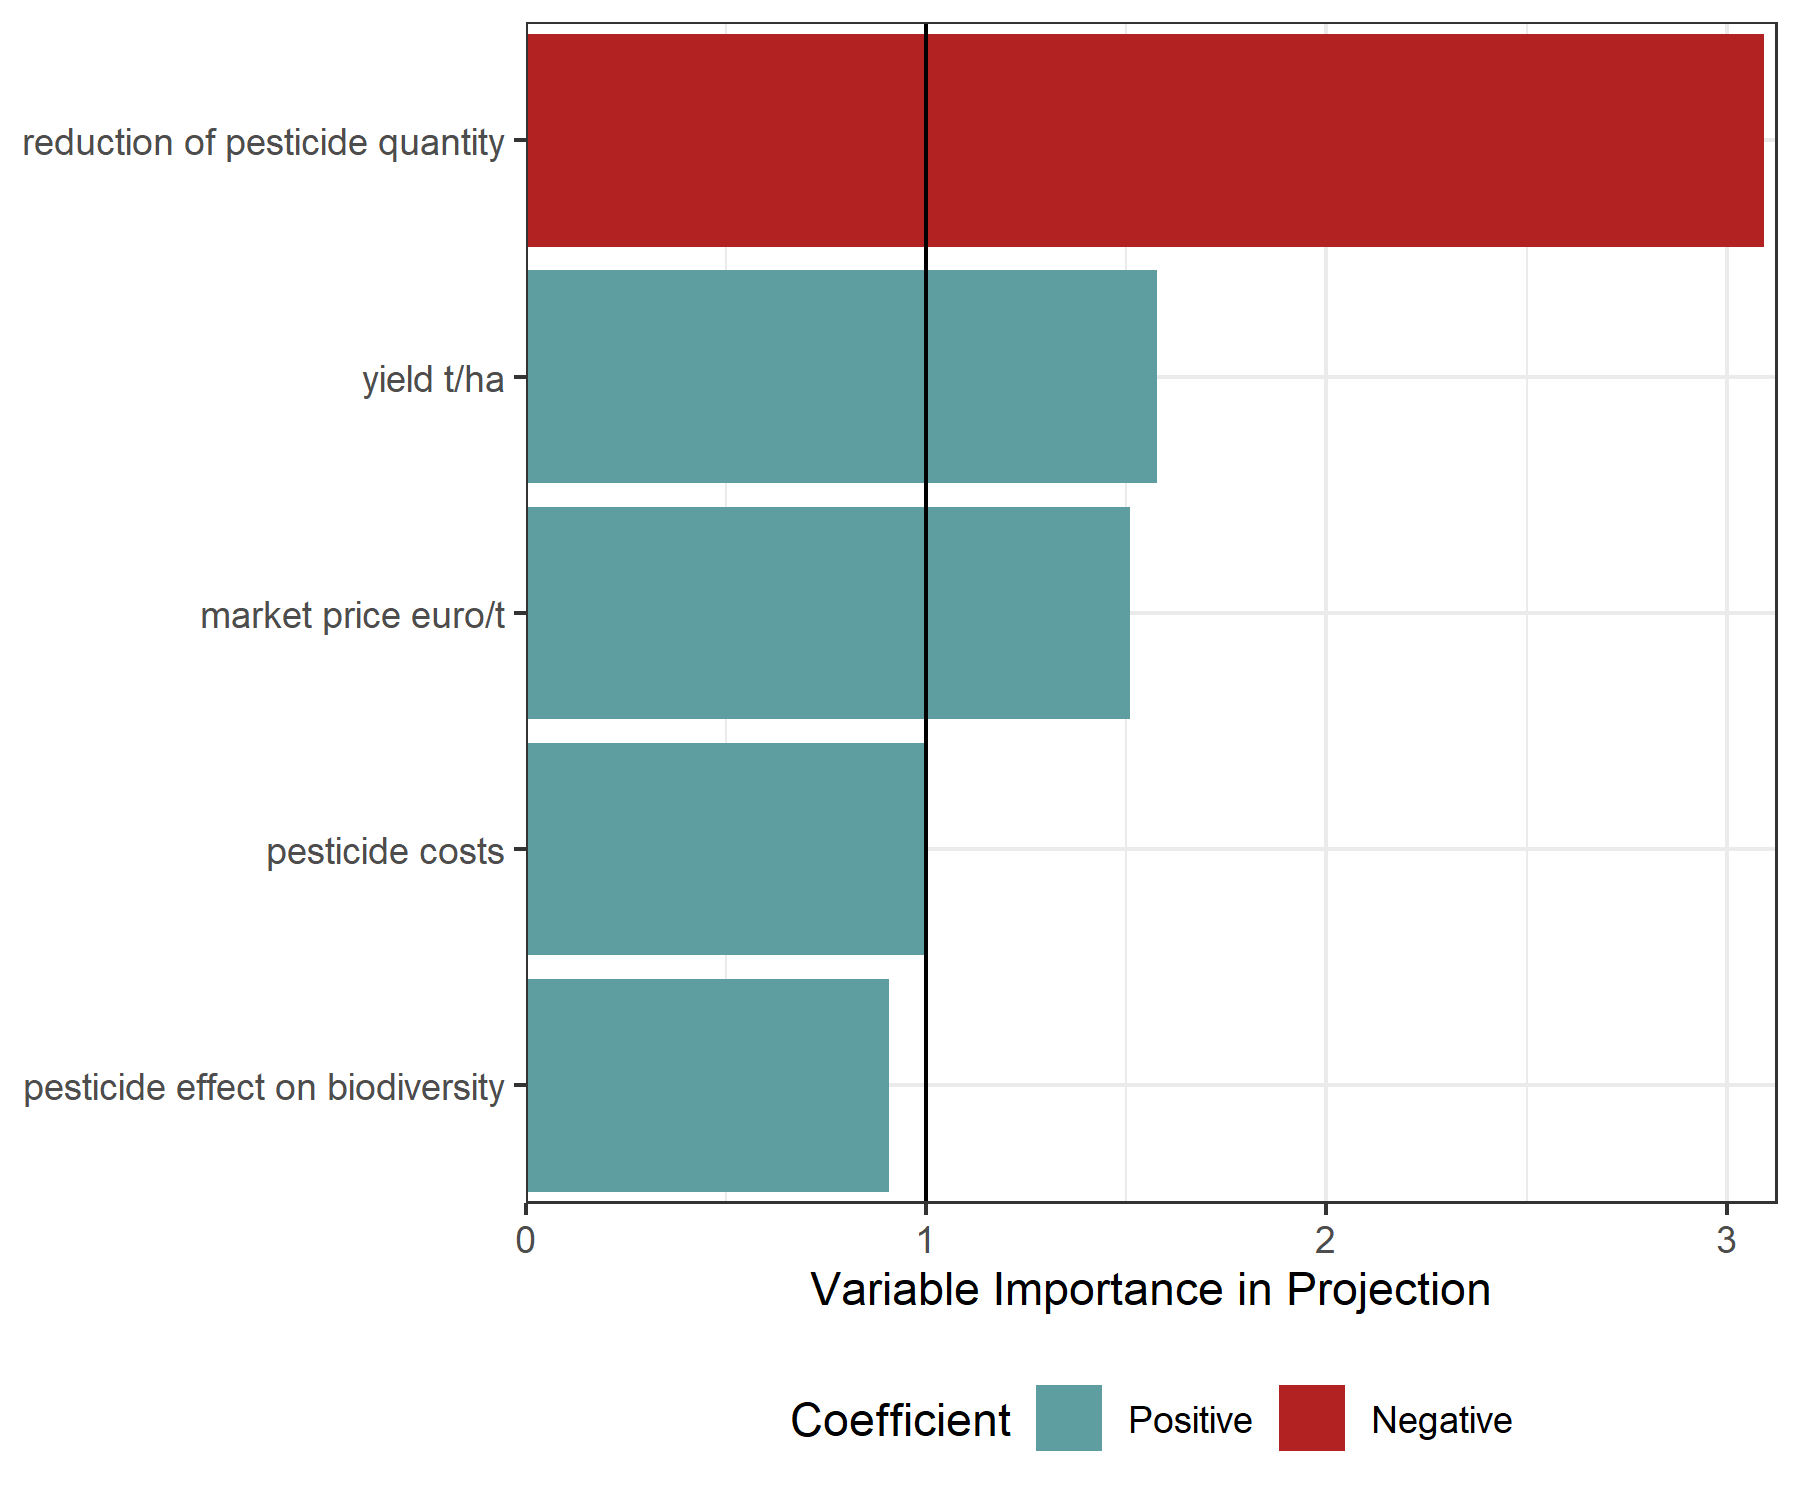 reduction of pesticide quantity
yield t/ha
market price euro/t
pesticide costs
pesticide effect on biodiversity
0 1 2 3
Variable Importance in Projection
Coefficient Positive Negative